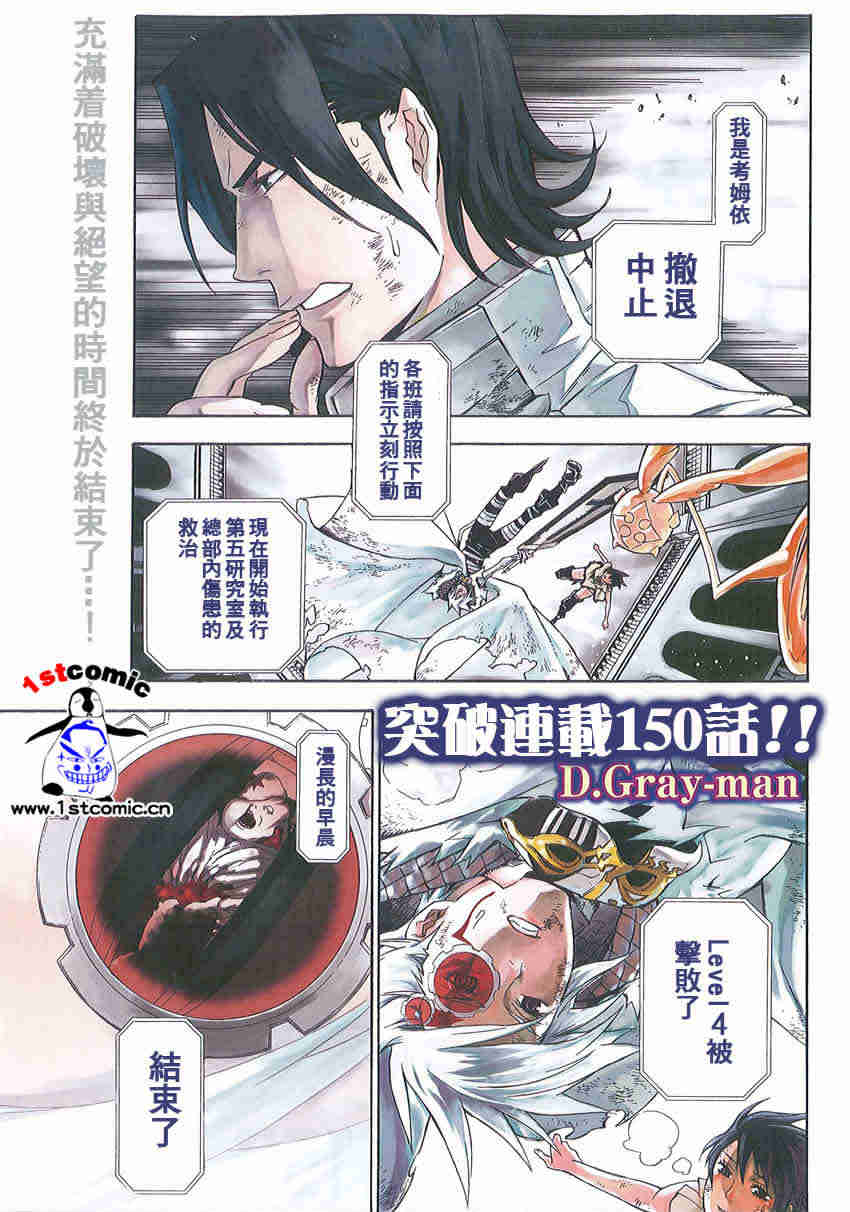 充滿着破壞與絕望的時間終於結束了…！
我是考姆依
撤退
中止
各班請按照下面
的指示立刻行動
現在開始執行
第五研究室及
總部內傷患的
救治
1stcomic
www.1stcomic.cn
突破連載150話!!
D.Gray-man
Level 4被
擊敗了
漫長的早晨
結束了